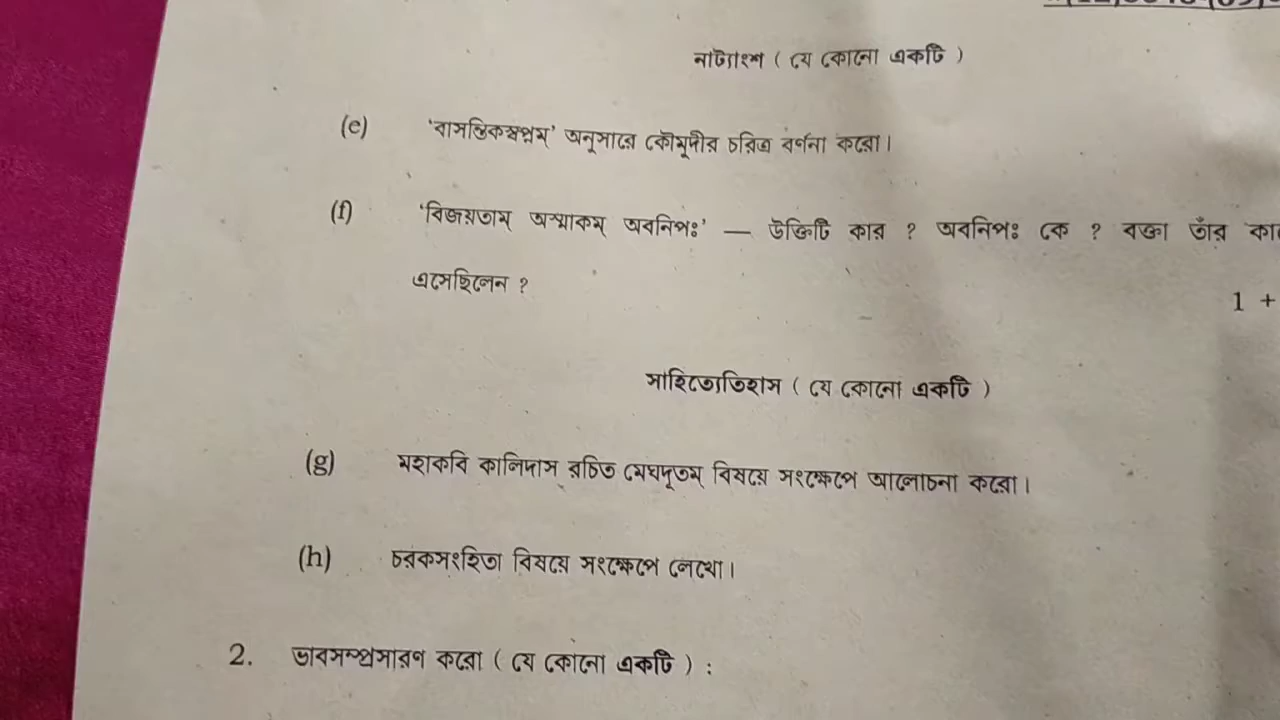 নাট্যাংশ ( যে কোনো একটি )
(e) 'বাসন্তিকস্বপ্নম্' অনুসারে কৌমুদীর চরিত্র বর্ণনা করো।
(f) 'বিজয়তাম্ অস্মাকম্ অবনিপঃ' — উক্তিটি কার ? অবনিপঃ কে ? বক্তা তাঁর
এসেছিলেন ?
1 +
সাহিত্যেতিহাস ( যে কোনো একটি )
(g) মহাকবি কালিদাস রচিত মেঘদূতম্ বিষয়ে সংক্ষেপে আলোচনা করো।
(h) চরকসংহিতা বিষয়ে সংক্ষেপে লেখো।
2. ভাবসম্প্রসারণ করো ( যে কোনো একটি ) :